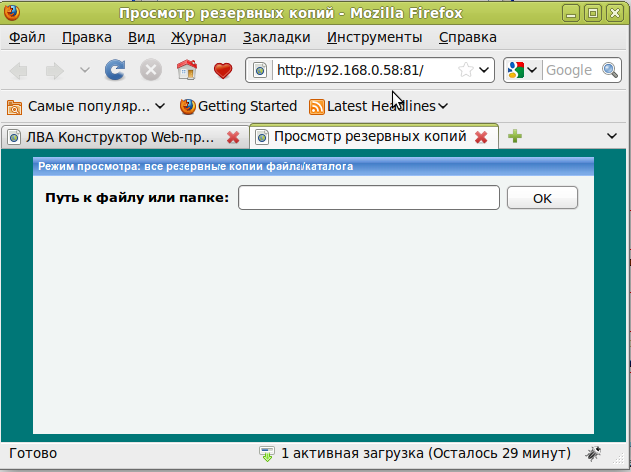 Просмотр резервных копий - Mozilla Firefox
Файл Правка Вид Журнал Закладки Инструменты Справка
http://192.168.0.58:81/ Google
Самые популяр... Getting Started Latest Headlines
ЛВА Конструктор Web-пр... Просмотр резервных копий
Режим просмотра: все резервные копии файла/каталога
Путь к файлу или папке: OK
Готово 1 активная загрузка (Осталось 29 минут)